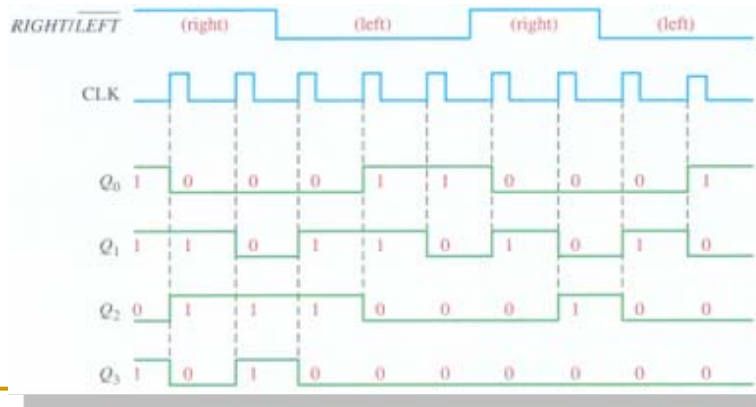 RIGHT/LEFT (right) (left) (right) (left)
CLK
Q0 1 0 0 0 1 1 0 0 0 1
Q1 1 1 0 1 1 0 1 0 1 0
Q2 0 1 1 1 0 0 0 1 0 0
Q3 1 0 1 0 0 0 0 0 0 0